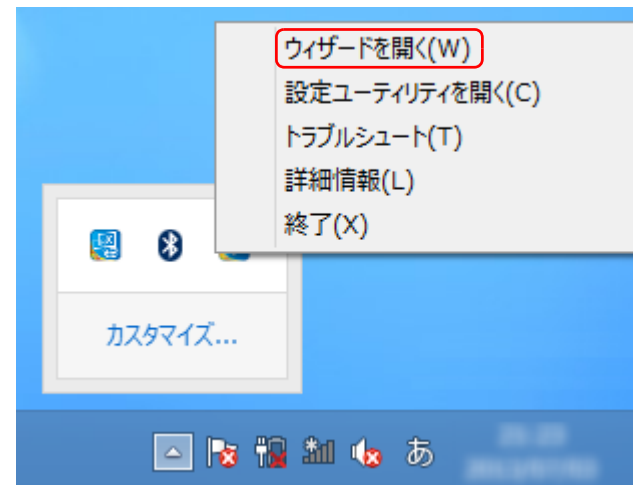 ウィザードを開く(W)
設定ユーティリティを開く(C)
トラブルシュート(T)
詳細情報(L)
終了(X)
EX
カスタマイズ...
あ